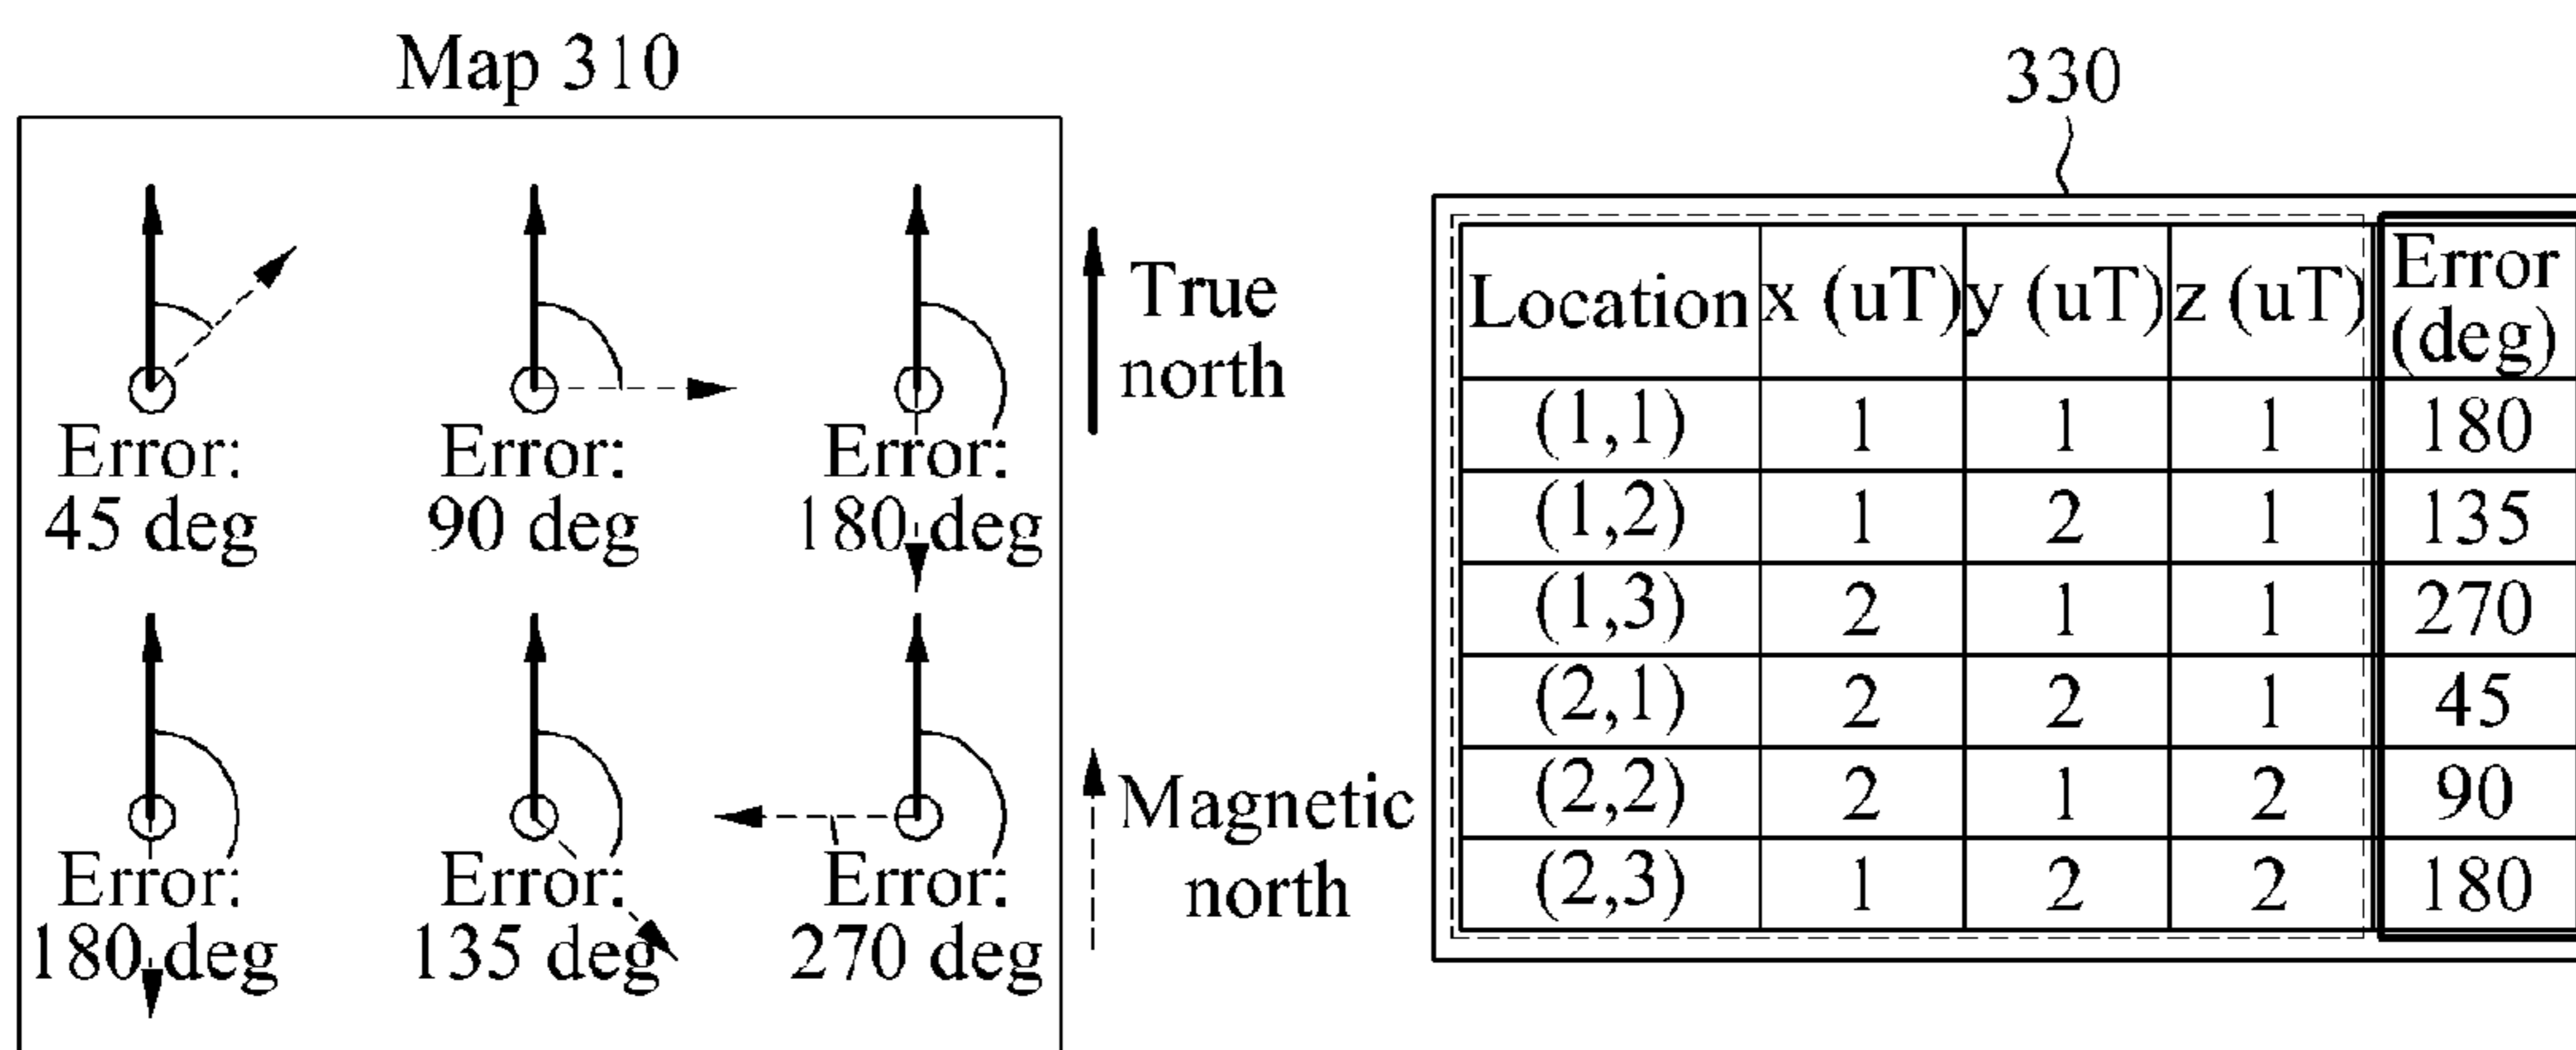 Map 310
Error:
45 deg
Error:
90 deg
Error:
180 deg
Error:
180 deg
Error:
135 deg
Error:
270 deg
True
north
Magnetic
north
330
Location x (uT) y (uT) z (uT) Error (deg)
(1,1) 1 1 1 180
(1,2) 1 2 1 135
(1,3) 2 1 1 270
(2,1) 2 2 1 45
(2,2) 2 1 2 90
(2,3) 1 2 2 180